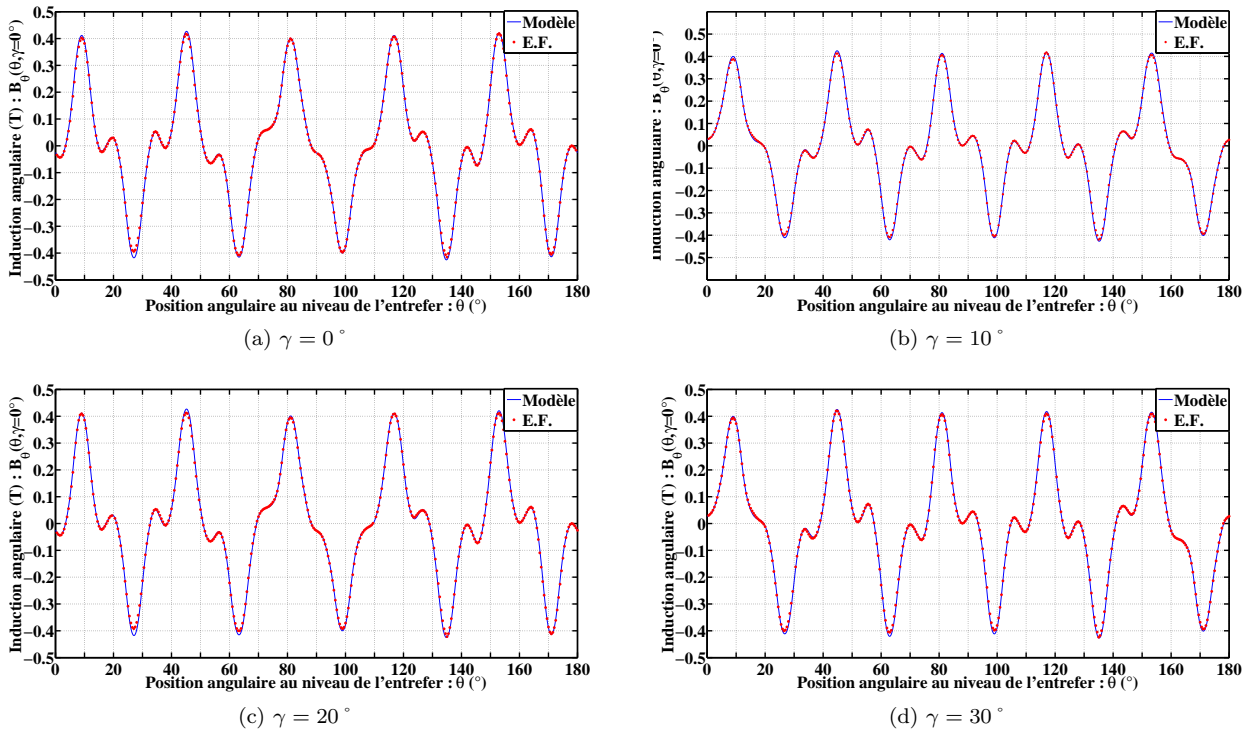 Induction angulaire (T) : B_θ(θ,γ=0°)
0.5
0.4
0.3
0.2
0.1
0
−0.1
−0.2
−0.3
−0.4
−0.5
Modèle
E.F.
0 20 40 60 80 100 120 140 160 180
Position angulaire au niveau de l'entrefer : θ (°)
(a) γ = 0 °
Induction anguluaire : B_θ(θ,γ=0°)
0.5
0.4
0.3
0.2
0.1
0
−0.1
−0.2
−0.3
−0.4
−0.5
Modèle
E.F.
0 20 40 60 80 100 120 140 160 180
Position angulaire au niveau de l'entrefer : θ (°)
(b) γ = 10 °
Induction angulaire (T) : B_θ(θ,γ=0°)
0.5
0.4
0.3
0.2
0.1
0
−0.1
−0.2
−0.3
−0.4
−0.5
Modèle
E.F.
0 20 40 60 80 100 120 140 160 180
Position angulaire au niveau de l'entrefer : θ (°)
(c) γ = 20 °
Induction angulaire (T) : B_θ(θ,γ=0°)
0.5
0.4
0.3
0.2
0.1
0
−0.1
−0.2
−0.3
−0.4
−0.5
Modèle
E.F.
0 20 40 60 80 100 120 140 160 180
Position angulaire au niveau de l'entrefer : θ (°)
(d) γ = 30 °